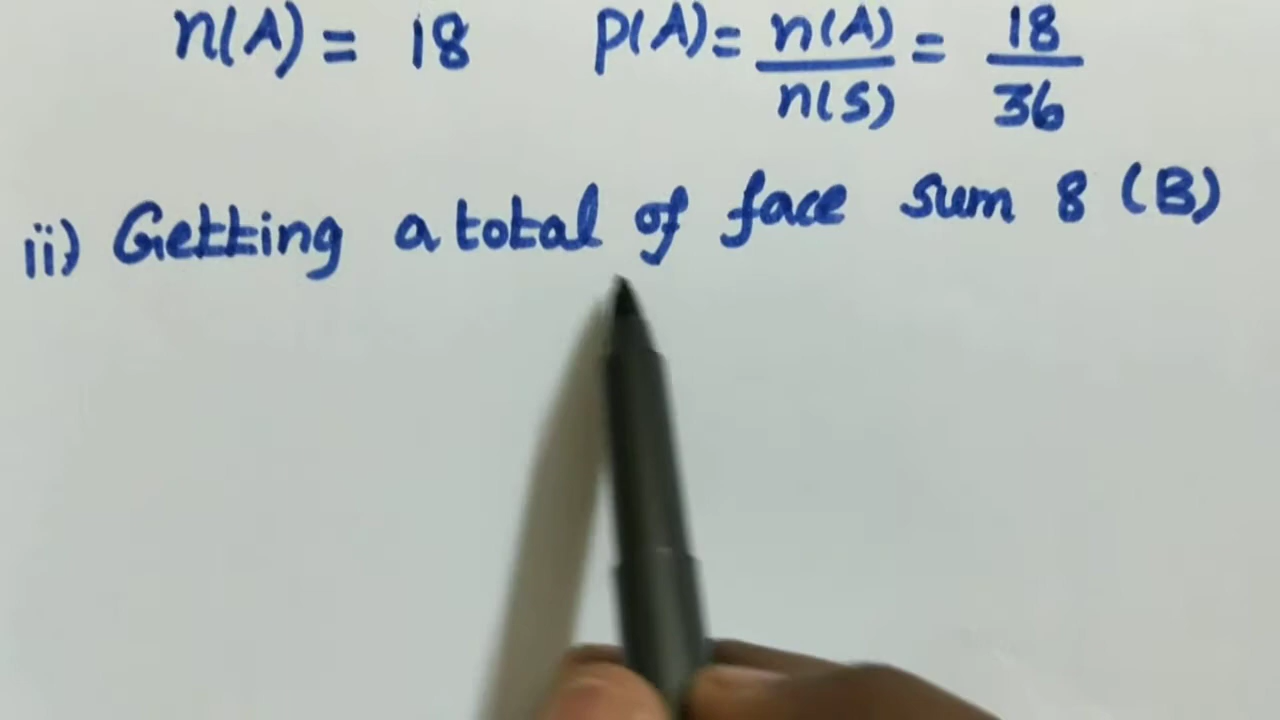 n(A) = 18 P(A) = n(A)/n(S) = 18/36
ii) Getting a total of face sum 8 (B)